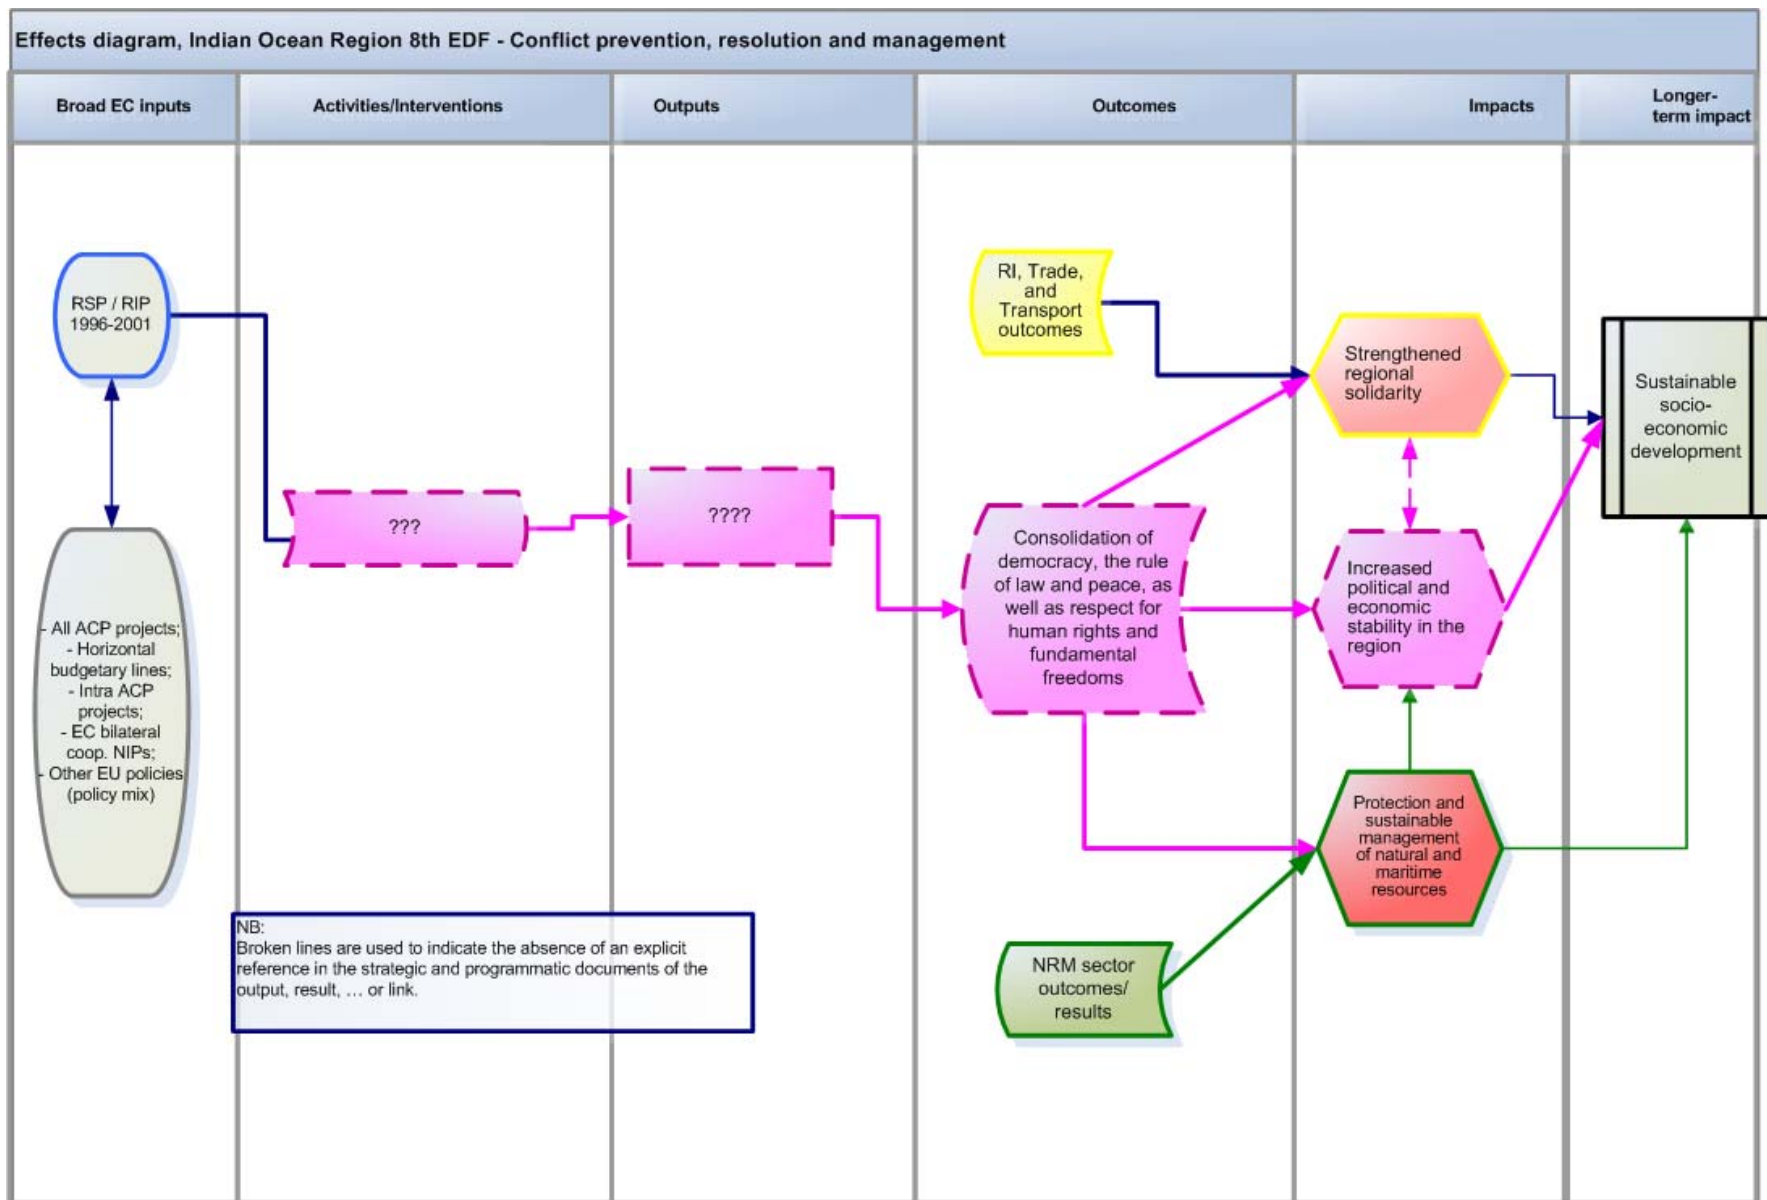 Effects diagram, Indian Ocean Region 8th EDF - Conflict prevention, resolution and management
Broad EC inputs
Activities/Interventions
Outputs
Outcomes
Impacts
Longer-
term impact
RSP / RIP
1996-2001
- All ACP projects;
- Horizontal
budgetary lines;
- Intra ACP
projects;
- EC bilateral
coop. NIPs;
- Other EU policies
(policy mix)
???
????
RI, Trade,
and
Transport
outcomes
Consolidation of
democracy, the rule
of law and peace, as
well as respect for
human rights and
fundamental
freedoms
NRM sector
outcomes/
results
Strengthened
regional
solidarity
Increased
political and
economic
stability in the
region
Protection and
sustainable
management
of natural and
maritime
resources
Sustainable
socio-
economic
development
NB:
Broken lines are used to indicate the absence of an explicit
reference in the strategic and programmatic documents of the
output, result, … or link.